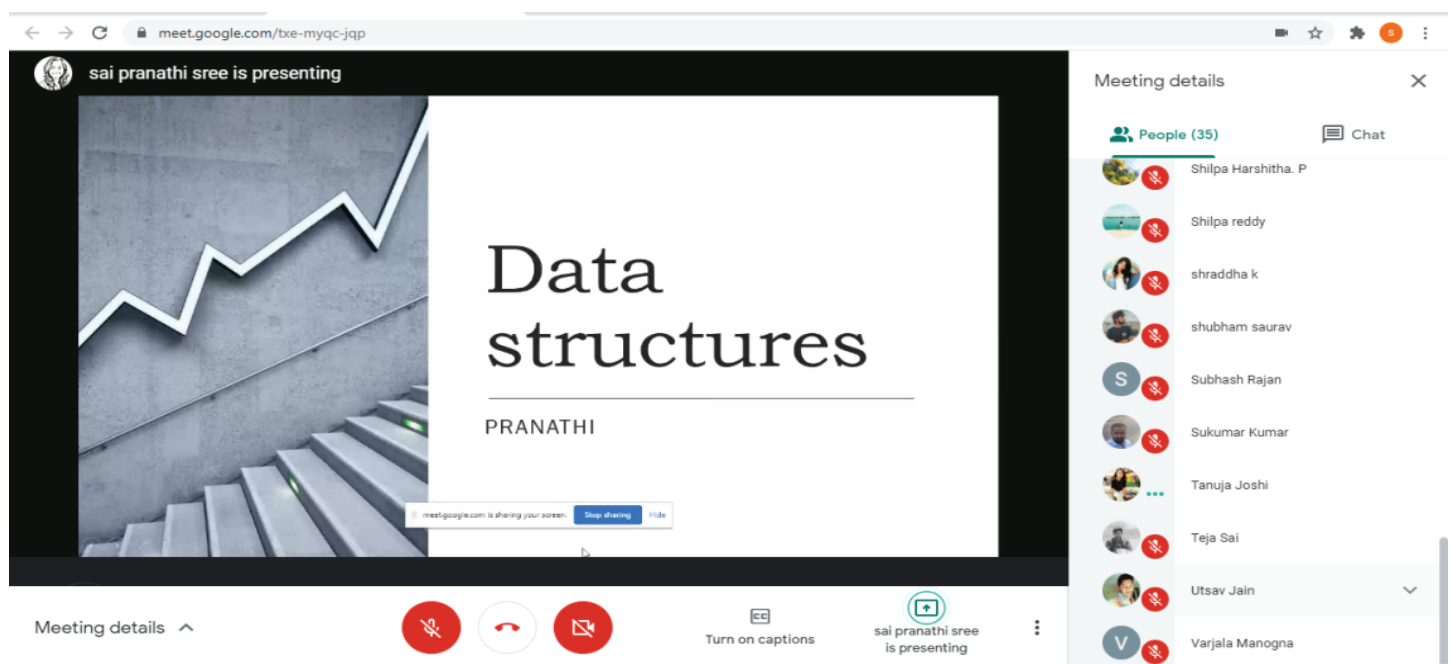 meet.google.com/txe-myqc-jqp
S
sai pranathi sree is presenting
Data
structures
PRANATHI
meet.google.com is sharing your screen.
Stop sharing
Hide
Meeting details
People (35)
Chat
Shilpa Harshitha. P
Shilpa reddy
shraddha k
shubham saurav
S
Subhash Rajan
Sukumar Kumar
Tanuja Joshi
Teja Sai
Utsav Jain
V
Varjala Manogna
Meeting details
CC
Turn on captions
sai pranathi sree
is presenting